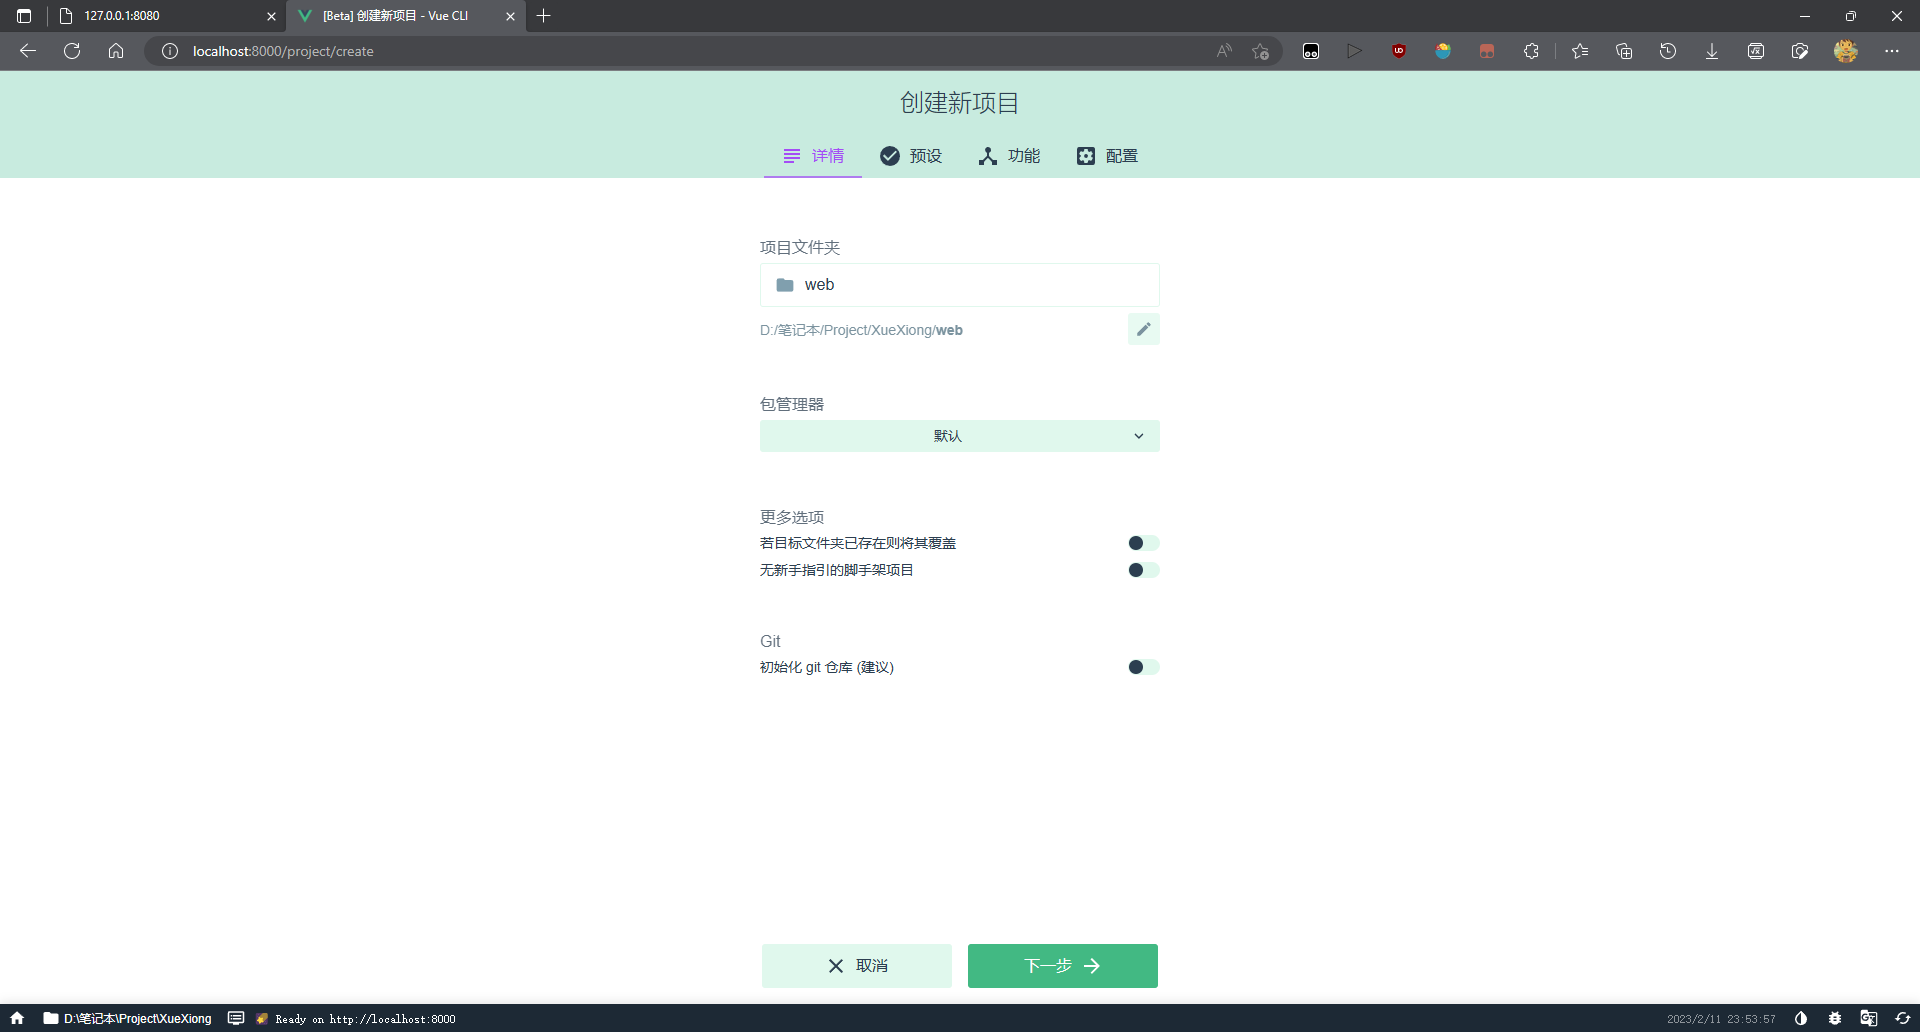 127.0.0.1:8080
[Beta] 创建新项目 - Vue CLI
localhost:8000/project/create
创建新项目
详情
预设
功能
配置
项目文件夹
web
D:/笔记本/Project/XueXiong/web
包管理器
默认
更多选项
若目标文件夹已存在则将其覆盖
无新手指引的脚手架项目
Git
初始化 git 仓库 (建议)
取消
下一步
D:\笔记本\Project\XueXiong
Ready on http://localhost:8000
2023/2/11 23:53:57